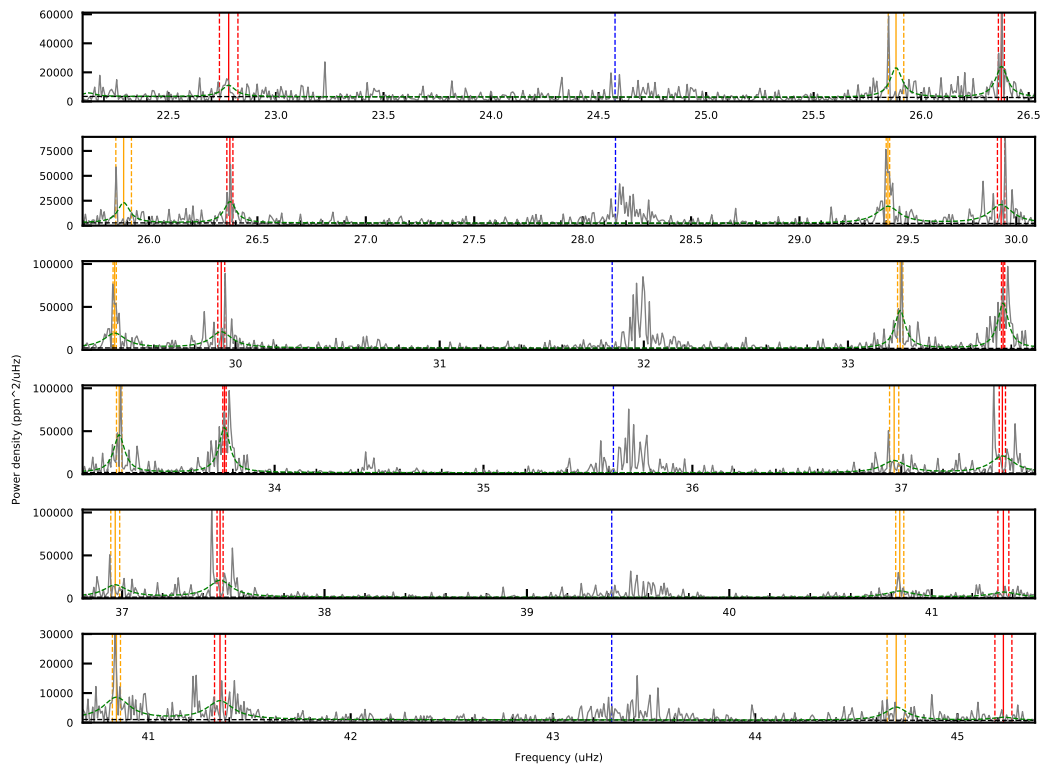 60000
40000
20000
0
22.5 23.0 23.5 24.0 24.5 25.0 25.5 26.0 26.5
75000
50000
25000
0
26.0 26.5 27.0 27.5 28.0 28.5 29.0 29.5 30.0
100000
50000
0
30 31 32 33
Power density (ppm^2/uHz)
100000
50000
0
34 35 36 37
100000
50000
0
37 38 39 40 41
30000
20000
10000
0
41 42 43 44 45
Frequency (uHz)